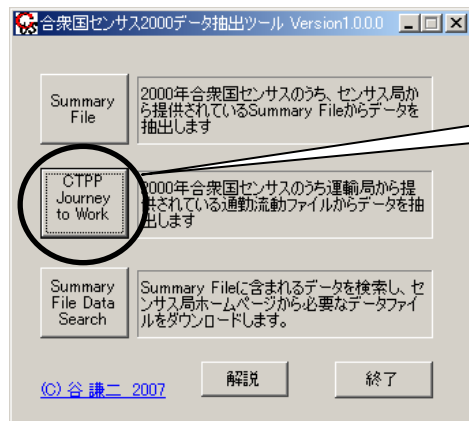 合衆国センサス2000データ抽出ツール Version1.0.0.0
Summary
File
2000年合衆国センサスのうち、センサス局か
ら提供されているSummary Fileからデータを
抽出します
CTPP
Journey
to Work
2000年合衆国センサスのうち運輸局から提
供されている通勤流動ファイルからデータを抽
出します
Summary
File Data
Search
Summary Fileに含まれるデータを検索し、セ
ンサス局ホームページから必要なデータファイ
ルをダウンロードします。
(C) 谷 謙二 2007
解説
終了